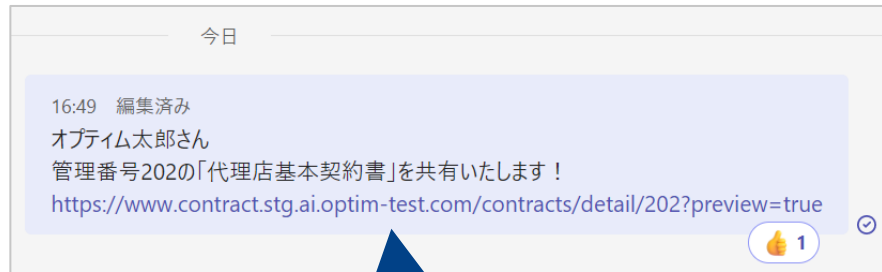 今日
16:49 編集済み
オプティム太郎さん
管理番号202の「代理店基本契約書」を共有いたします！
https://www.contract.stg.ai.optim-test.com/contracts/detail/202?preview=true
👍 1